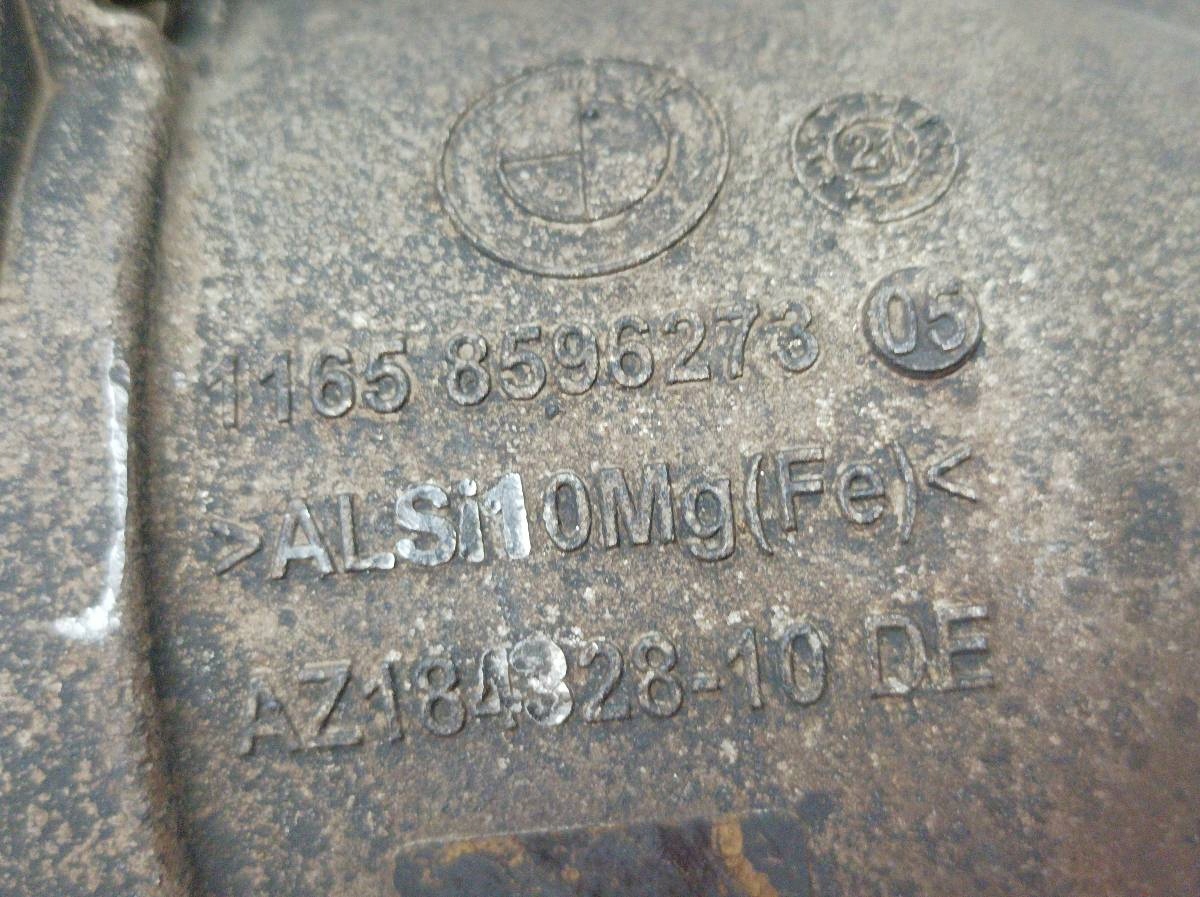 21
1165 8596273 05
>ALSi10Mg(Fe)<
AZ184328-10 DE